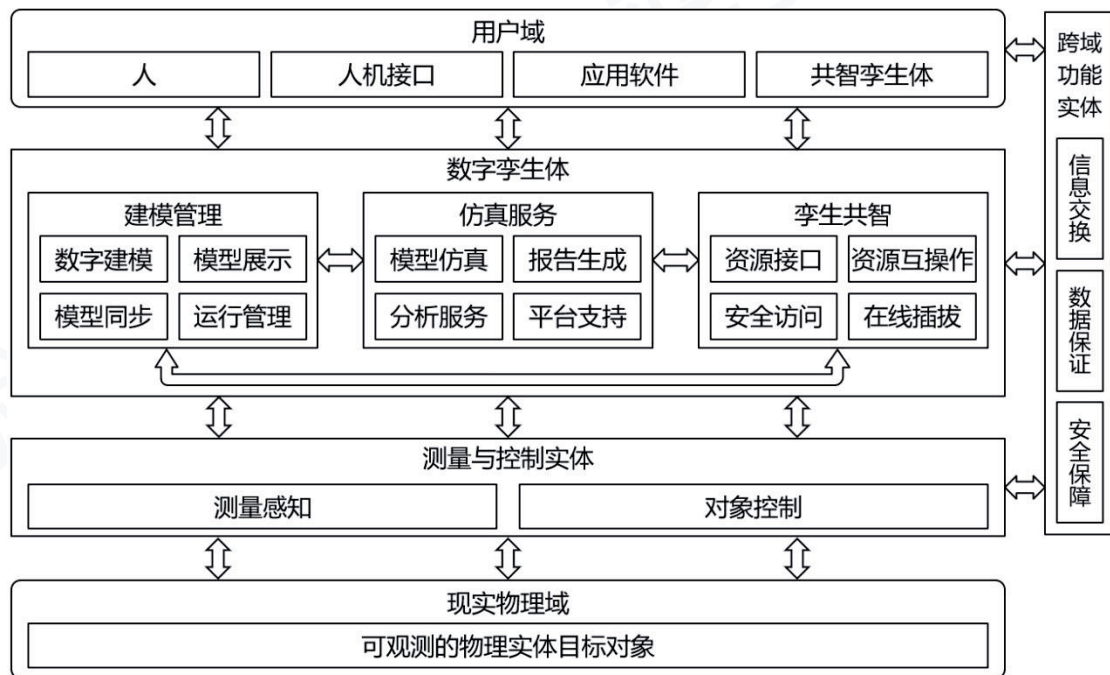 用户域
人
人机接口
应用软件
共智孪生体
数字孪生体
建模管理
数字建模
模型展示
模型同步
运行管理
仿真服务
模型仿真
报告生成
分析服务
平台支持
孪生共智
资源接口
资源互操作
安全访问
在线插拔
测量与控制实体
测量感知
对象控制
现实物理域
可观测的物理实体目标对象
跨域
功能
实体
信息交换
数据保证
安全保障